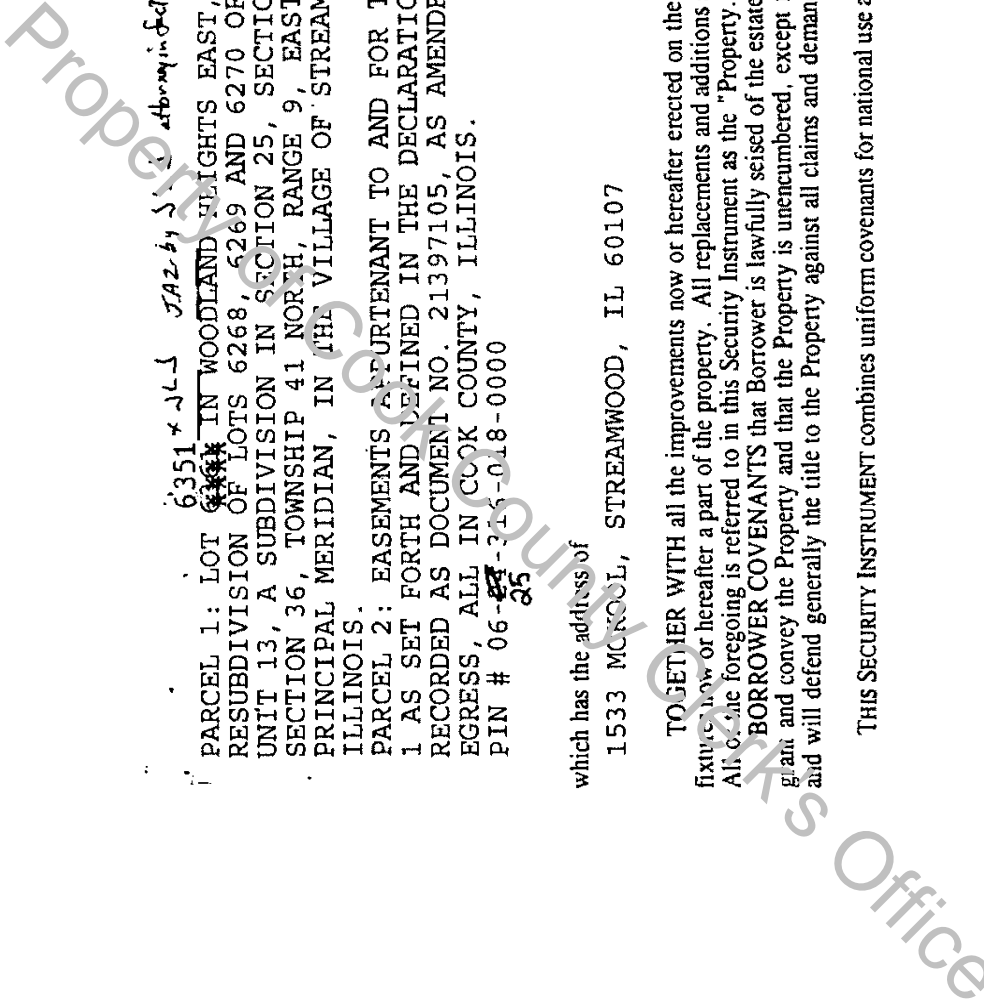 6351 x JLS JAZ by JLS attorney in fact
PARCEL 1: LOT IN WOODLAND HEIGHTS EAST,
RESUBDIVISION OF LOTS 6268, 6269 AND 6270 OF
UNIT 13, A SUBDIVISION IN SECTION 25, SECTIO
SECTION 36, TOWNSHIP 41 NORTH, RANGE 9, EAST
PRINCIPAL MERIDIAN, IN THE VILLAGE OF STREAM
ILLINOIS.
PARCEL 2: EASEMENTS APPURTENANT TO AND FOR T
1 AS SET FORTH AND DEFINED IN THE DECLARATIO
RECORDED AS DOCUMENT NO. 21397105, AS AMENDE
EGRESS, ALL IN COOK COUNTY, ILLINOIS.
PIN # 06- -316-018-0000
25
which has the address of
1533 MCKOOL, STREAMWOOD, IL 60107
TOGETHER WITH all the improvements now or hereafter erected on the
fixtures now or hereafter a part of the property. All replacements and additions
All of the foregoing is referred to in this Security Instrument as the "Property."
BORROWER COVENANTS that Borrower is lawfully seised of the estate
grant and convey the Property and that the Property is unencumbered, except
and will defend generally the title to the Property against all claims and deman
THIS SECURITY INSTRUMENT combines uniform covenants for national use a
Property of Cook County Clerk's Office